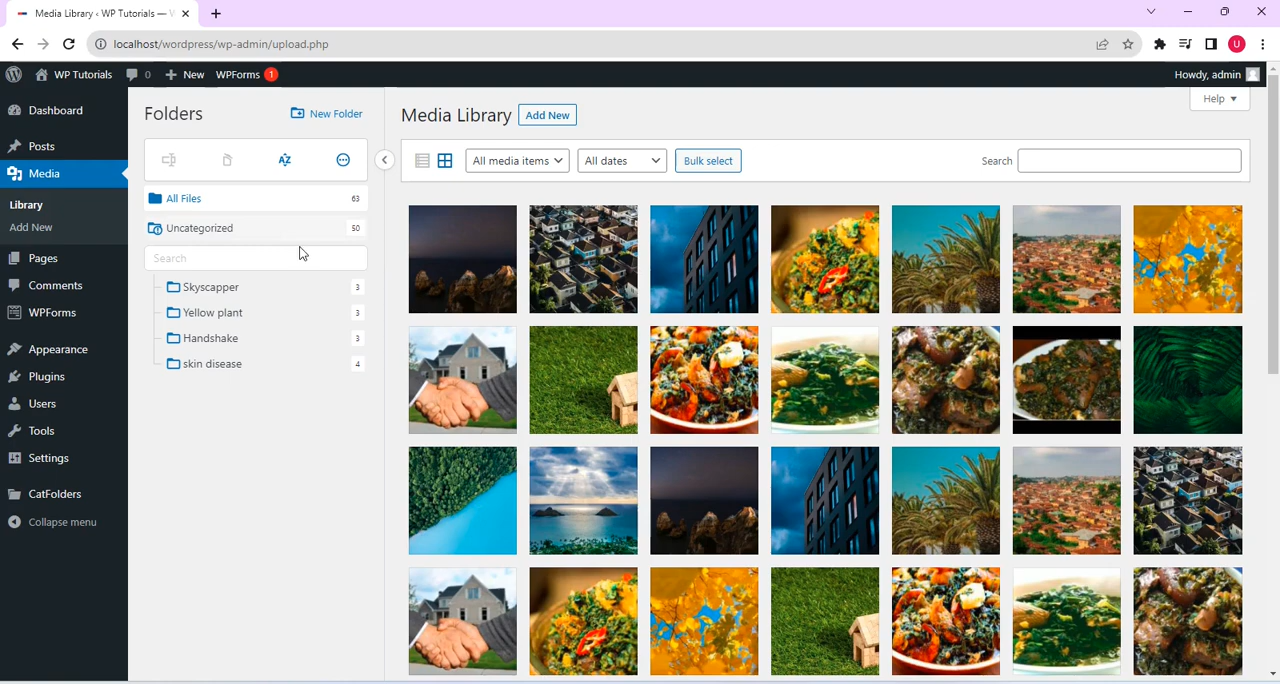 Media Library ‹ WP Tutorials —
localhost/wordpress/wp-admin/upload.php
U
WP Tutorials 0 New WPForms 1
Howdy, admin
Dashboard
Posts
Media
Library
Add New
Pages
Comments
WPForms
Appearance
Plugins
Users
Tools
Settings
CatFolders
Collapse menu
Folders New Folder
All Files 63
Uncategorized 50
Search
Skyscapper 3
Yellow plant 3
Handshake 3
skin disease 4
Help
Media Library Add New
All media items All dates Bulk select Search